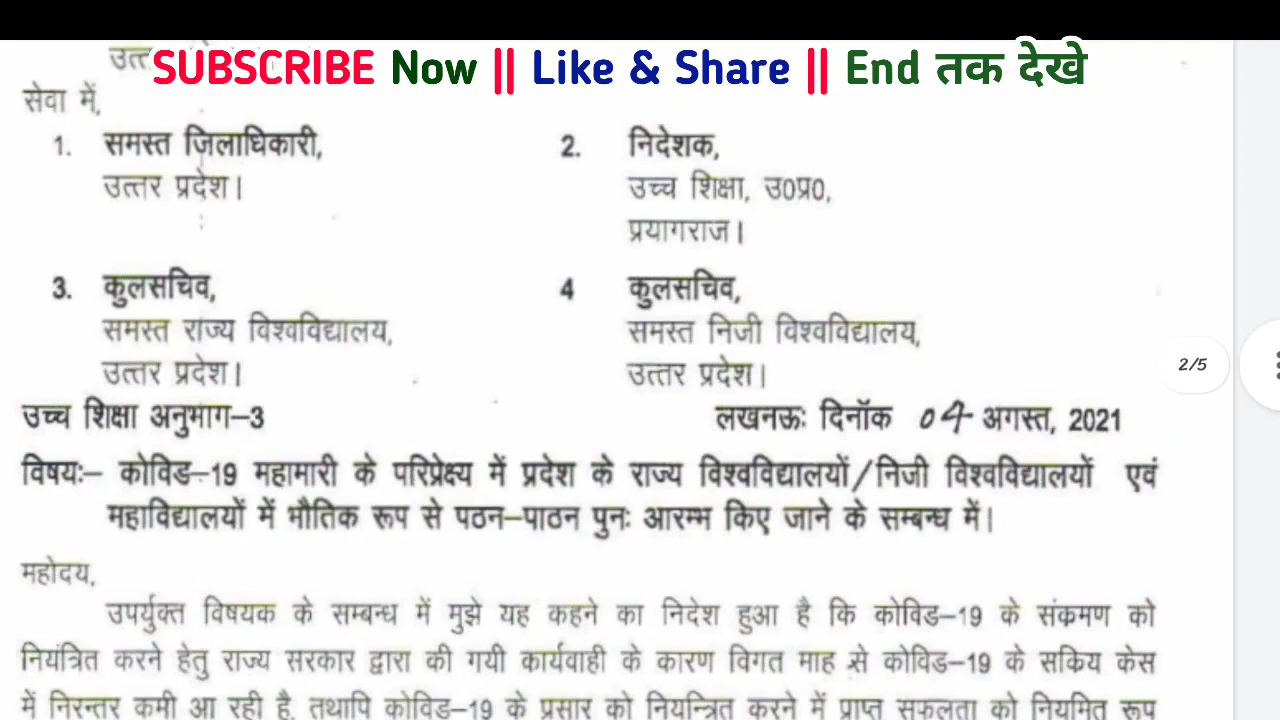 SUBSCRIBE Now || Like & Share || End तक देखे
सेवा में,
1. समस्त जिलाधिकारी,
उत्तर प्रदेश।
2. निदेशक,
उच्च शिक्षा, उ0प्र0,
प्रयागराज।
3. कुलसचिव,
समस्त राज्य विश्वविद्यालय,
उत्तर प्रदेश।
4 कुलसचिव,
समस्त निजी विश्वविद्यालय,
उत्तर प्रदेश।
2/5
उच्च शिक्षा अनुभाग-3 लखनऊः दिनॉक 04 अगस्त, 2021
विषयः- कोविड-19 महामारी के परिप्रेक्ष्य में प्रदेश के राज्य विश्वविद्यालयों/निजी विश्वविद्यालयों एवं
महाविद्यालयों में भौतिक रूप से पठन-पाठन पुनः आरम्भ किए जाने के सम्बन्ध में।
महोदय,
उपर्युक्त विषयक के सम्बन्ध में मुझे यह कहने का निदेश हुआ है कि कोविड-19 के संकमण को
नियंत्रित करने हेतु राज्य सरकार द्वारा की गयी कार्यवाही के कारण विगत माह से कोविड-19 के सकिय केस
में निरन्तर कमी आ रही है, तथापि कोविड-19 के प्रसार को नियन्त्रित करने में प्राप्त सफलता को नियमित रूप